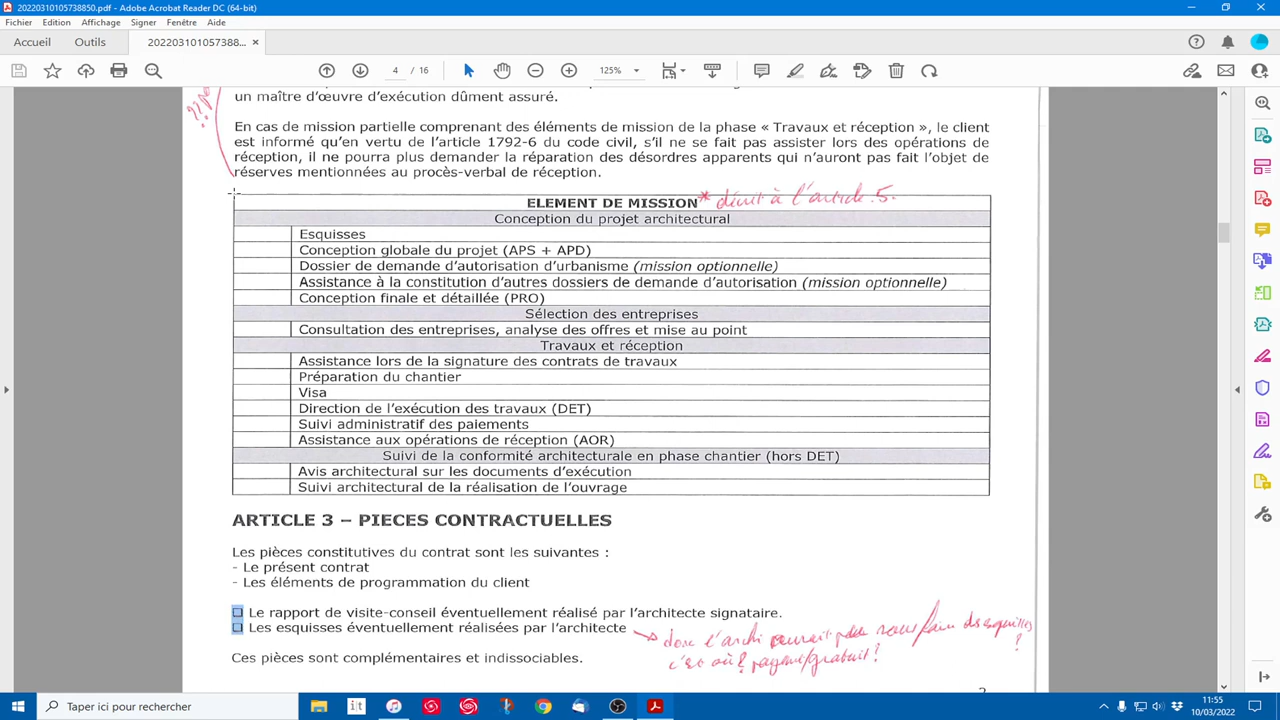 20220310105738850.pdf - Adobe Acrobat Reader DC (64-bit)
Fichier Edition Affichage Signer Fenêtre Aide
Accueil Outils 202203101057388... ×
4 / 16 125%
un maître d'œuvre d'exécution dûment assuré.
En cas de mission partielle comprenant des éléments de mission de la phase « Travaux et réception », le client
est informé qu'en vertu de l'article 1792-6 du code civil, s'il ne se fait pas assister lors des opérations de
réception, il ne pourra plus demander la réparation des désordres apparents qui n'auront pas fait l'objet de
réserves mentionnées au procès-verbal de réception.
ELEMENT DE MISSION * décrit à l'article 5.
Conception du projet architectural
Esquisses
Conception globale du projet (APS + APD)
Dossier de demande d'autorisation d'urbanisme (mission optionnelle)
Assistance à la constitution d'autres dossiers de demande d'autorisation (mission optionnelle)
Conception finale et détaillée (PRO)
Sélection des entreprises
Consultation des entreprises, analyse des offres et mise au point
Travaux et réception
Assistance lors de la signature des contrats de travaux
Préparation du chantier
Visa
Direction de l'exécution des travaux (DET)
Suivi administratif des paiements
Assistance aux opérations de réception (AOR)
Suivi de la conformité architecturale en phase chantier (hors DET)
Avis architectural sur les documents d'exécution
Suivi architectural de la réalisation de l'ouvrage
ARTICLE 3 – PIECES CONTRACTUELLES
Les pièces constitutives du contrat sont les suivantes :
- Le présent contrat
- Les éléments de programmation du client
❑ Le rapport de visite-conseil éventuellement réalisé par l'architecte signataire.
❑ Les esquisses éventuellement réalisées par l'architecte
donc l'archi pourrait nous faire des esquisses ?
c'est où ? payant/gratuit ?
Ces pièces sont complémentaires et indissociables.
Taper ici pour rechercher
11:55
10/03/2022